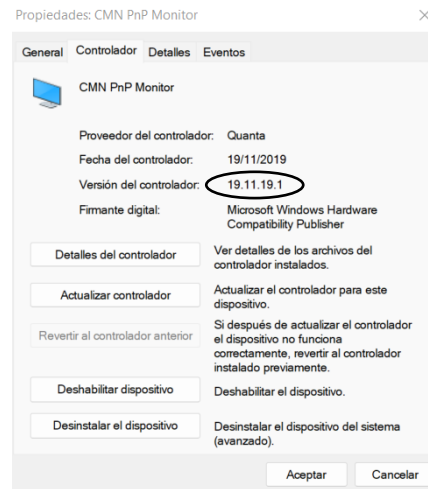 Propiedades: CMN PnP Monitor
General Controlador Detalles Eventos
CMN PnP Monitor
Proveedor del controlador: Quanta
Fecha del controlador: 19/11/2019
Versión del controlador: 19.11.19.1
Firmante digital: Microsoft Windows Hardware
Compatibility Publisher
Detalles del controlador
Ver detalles de los archivos del
controlador instalados.
Actualizar controlador
Actualizar el controlador para este
dispositivo.
Revertir al controlador anterior
Si después de actualizar el controlador
el dispositivo no funciona
correctamente, revertir al controlador
instalado previamente.
Deshabilitar dispositivo
Deshabilitar el dispositivo.
Desinstalar el dispositivo
Desinstalar el dispositivo del sistema
(avanzado).
Aceptar Cancelar